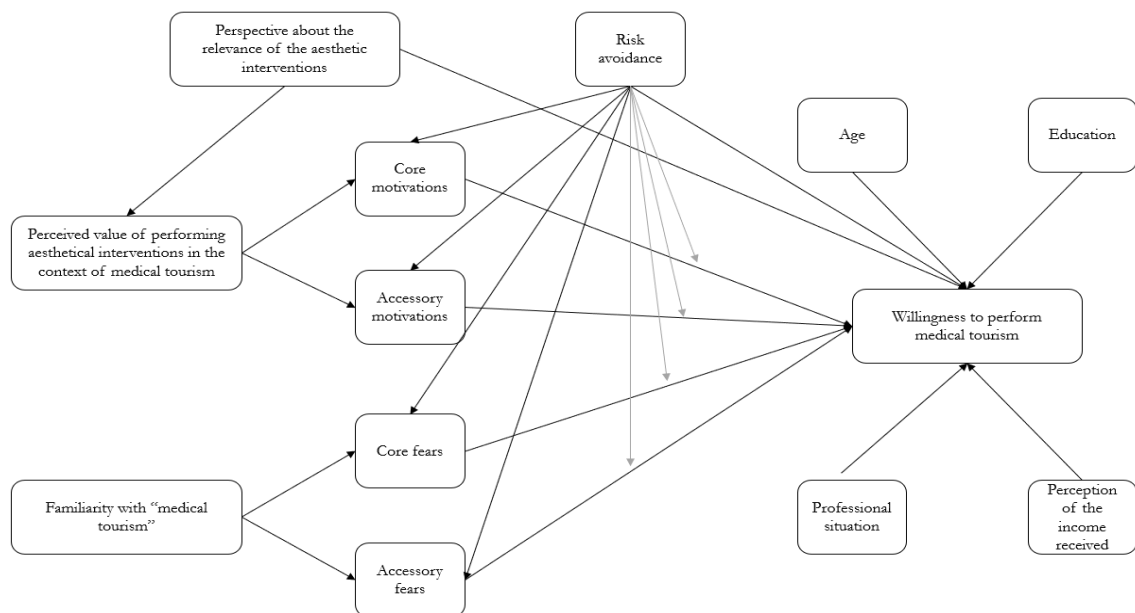 Perspective about the
relevance of the aesthetic
interventions
Risk
avoidance
Age
Education
Core
motivations
Perceived value of performing
aesthetical interventions in the
context of medical tourism
Accessory
motivations
Willingness to perform
medical tourism
Core fears
Familiarity with “medical
tourism”
Professional
situation
Perception
of the
income
received
Accessory
fears